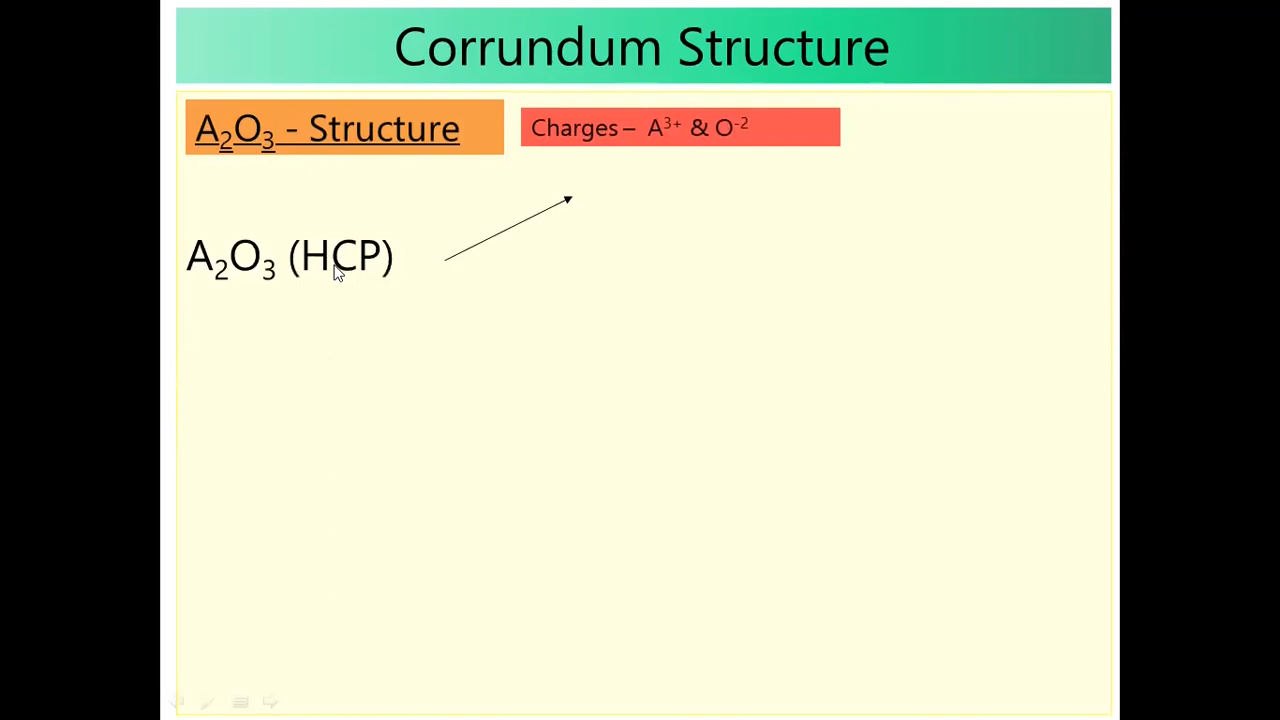 Corrundum Structure
A₂O₃ - Structure
Charges – A³⁺ & O⁻²
A₂O₃ (HCP)